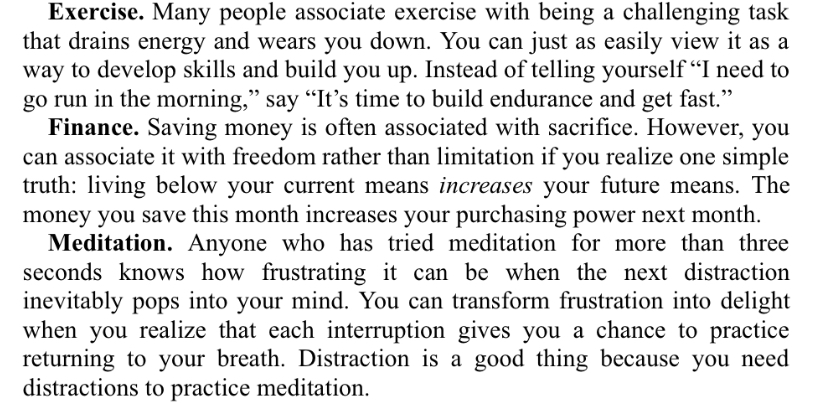 Exercise. Many people associate exercise with being a challenging task
that drains energy and wears you down. You can just as easily view it as a
way to develop skills and build you up. Instead of telling yourself “I need to
go run in the morning,” say “It’s time to build endurance and get fast.”
Finance. Saving money is often associated with sacrifice. However, you
can associate it with freedom rather than limitation if you realize one simple
truth: living below your current means increases your future means. The
money you save this month increases your purchasing power next month.
Meditation. Anyone who has tried meditation for more than three
seconds knows how frustrating it can be when the next distraction
inevitably pops into your mind. You can transform frustration into delight
when you realize that each interruption gives you a chance to practice
returning to your breath. Distraction is a good thing because you need
distractions to practice meditation.